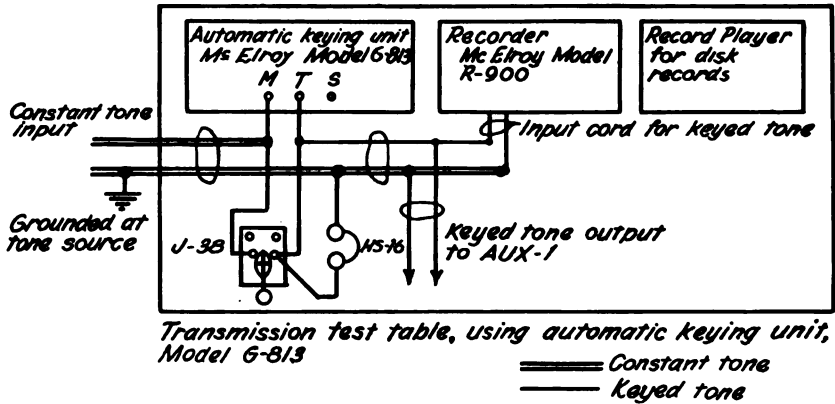 Automatic keying unit
Ms Elroy Model G-813
M T S
Recorder
Mc Elroy Model
R-900
Record Player
for disk
records
Constant tone
input
Input cord for keyed tone
Grounded at
tone source
J-38
HS-16
Keyed tone output
to AUX-1
Transmission test table, using automatic keying unit,
Model G-813
Constant tone
Keyed tone